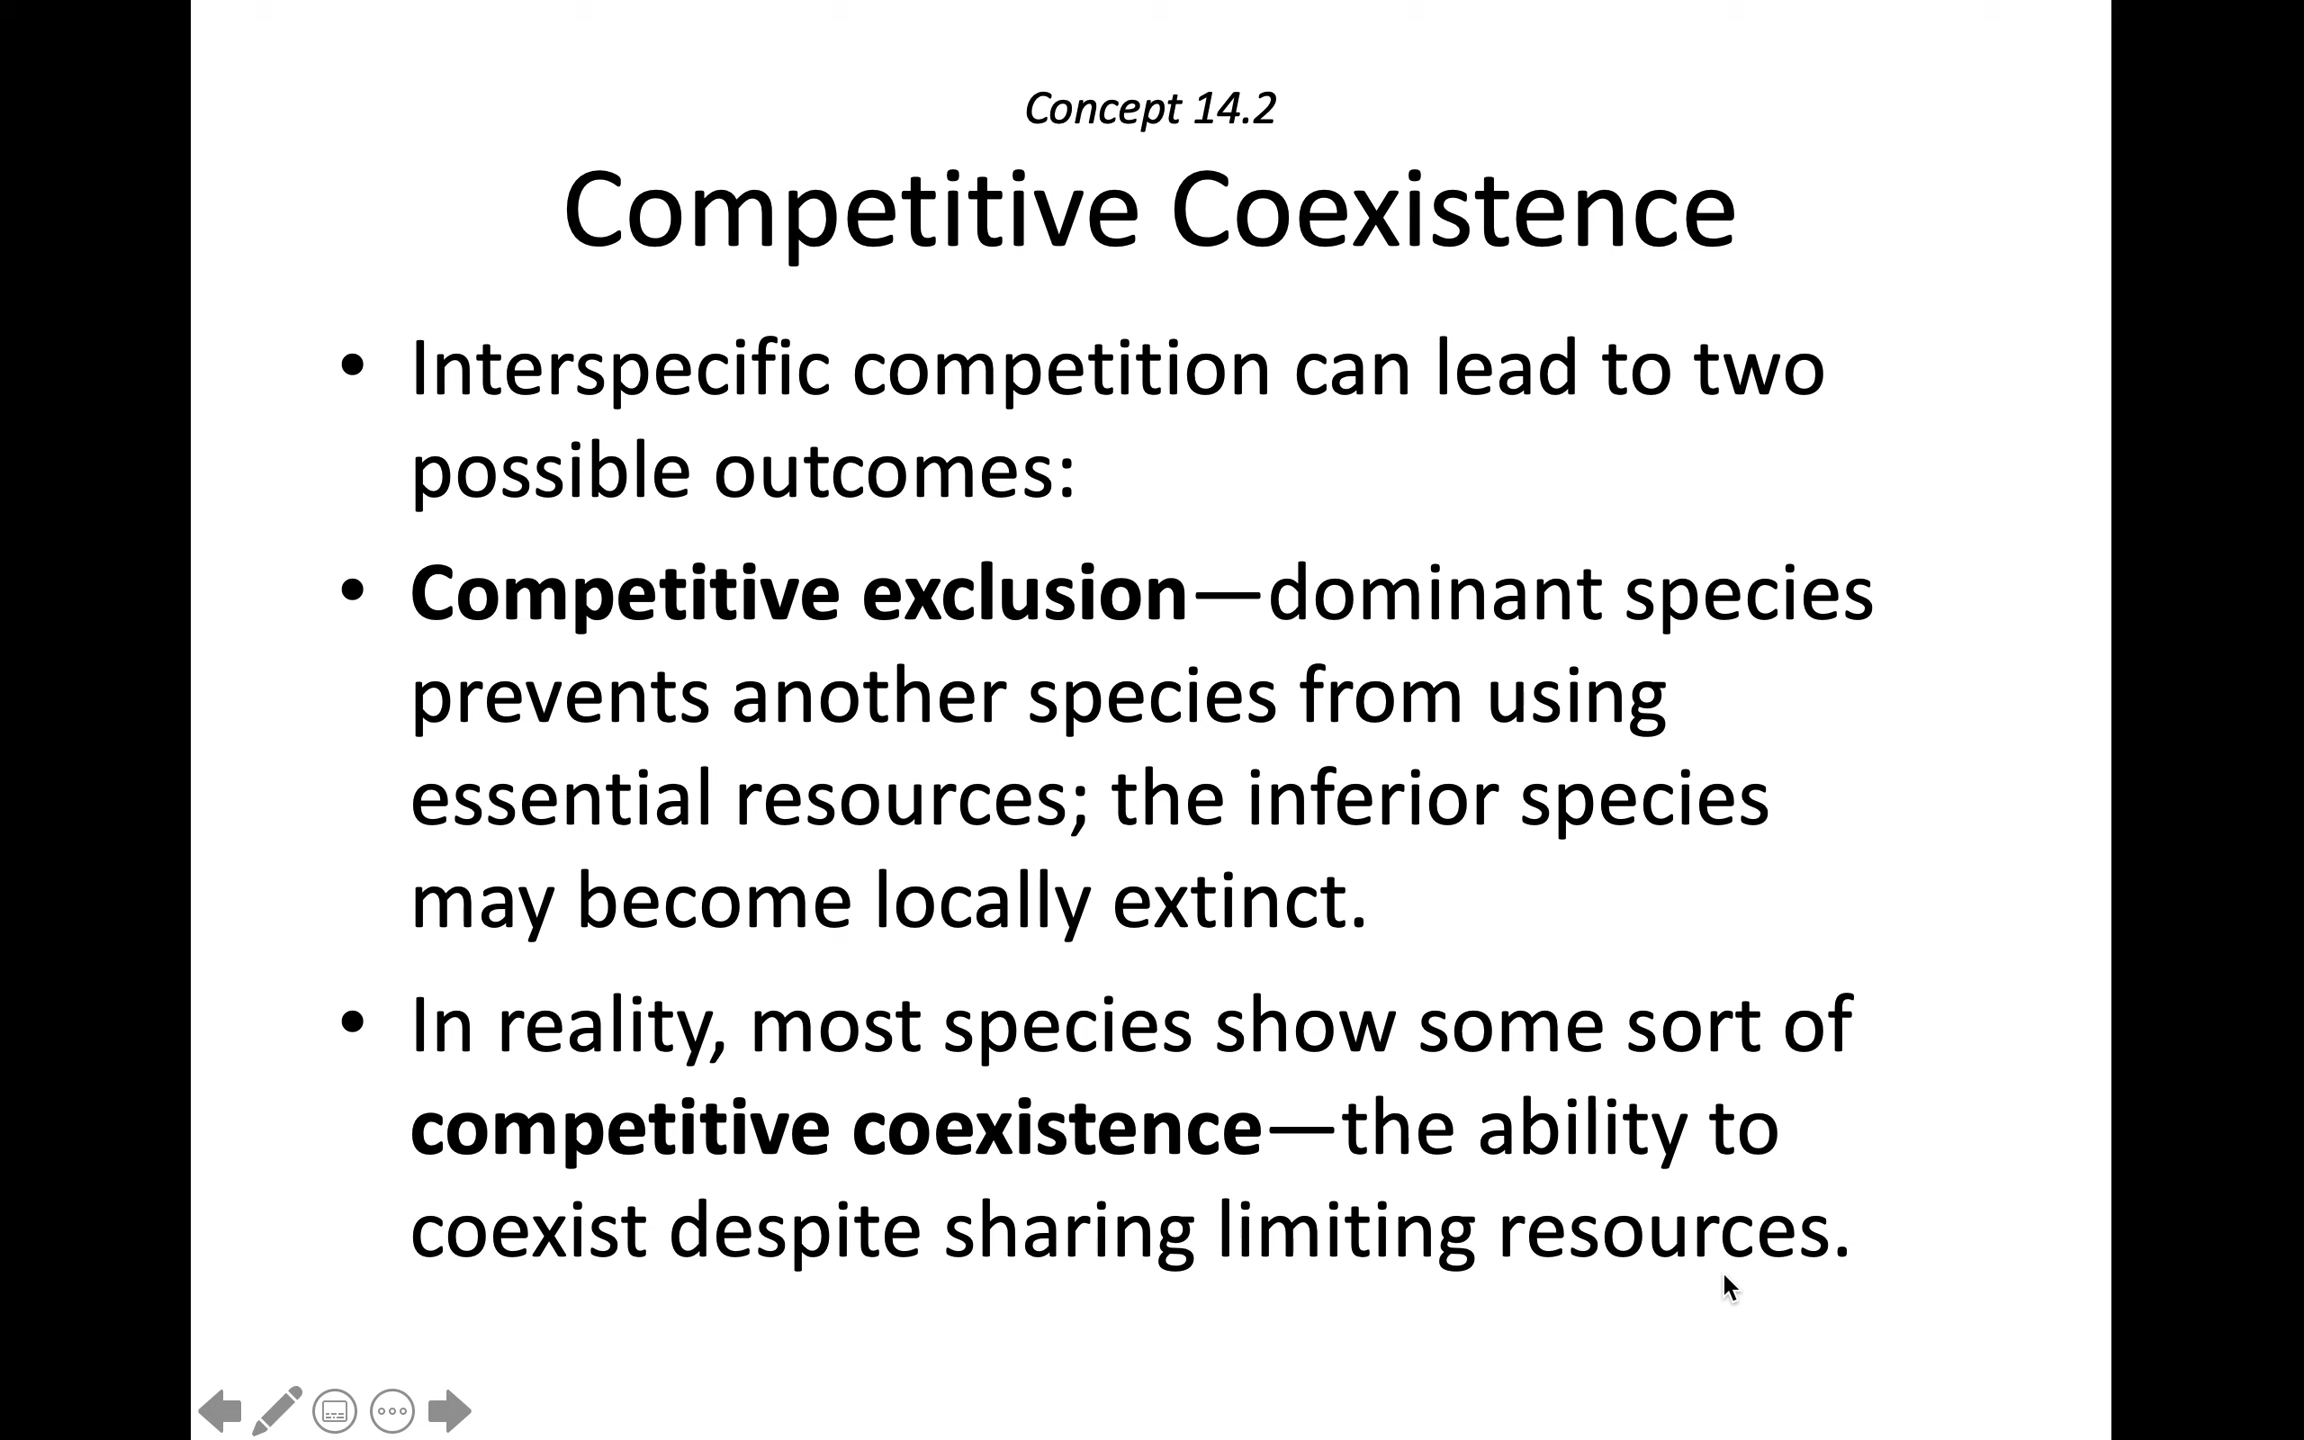 Concept 14.2
Competitive Coexistence
• Interspecific competition can lead to two
possible outcomes:
• Competitive exclusion—dominant species
prevents another species from using
essential resources; the inferior species
may become locally extinct.
• In reality, most species show some sort of
competitive coexistence—the ability to
coexist despite sharing limiting resources.